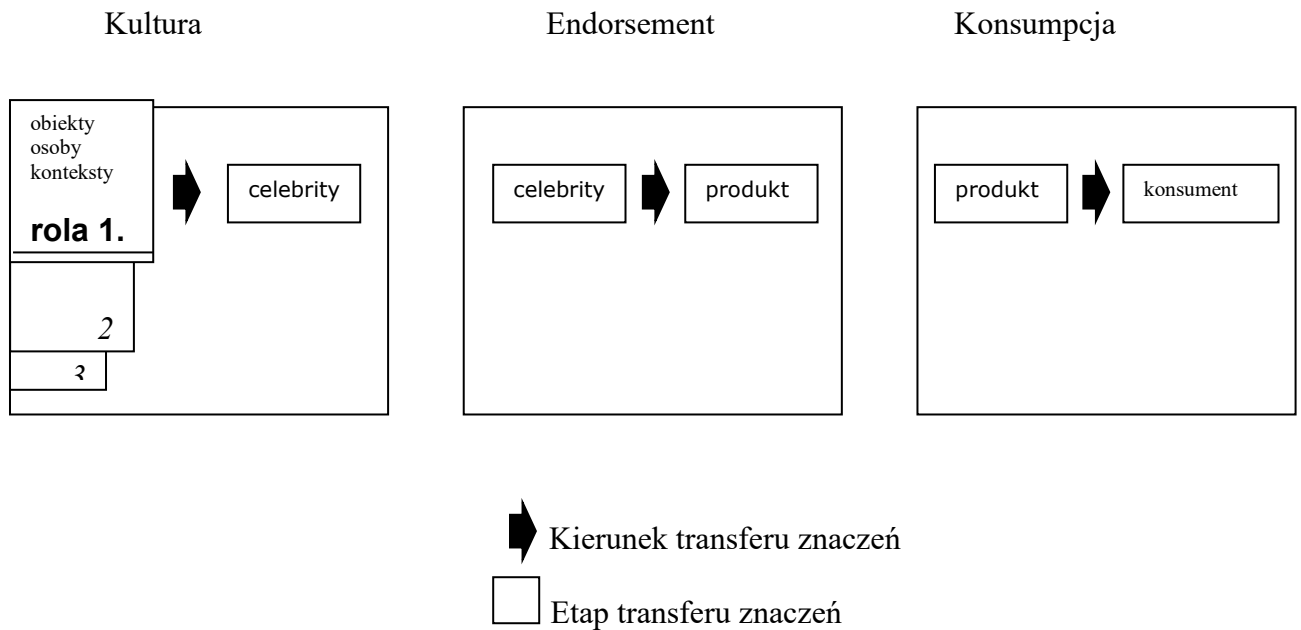 Kultura Endorsement Konsumpcja
obiekty
osoby
konteksty
rola 1.
celebrity
celebrity
produkt
produkt
konsument
2
3
Kierunek transferu znaczeń
Etap transferu znaczeń